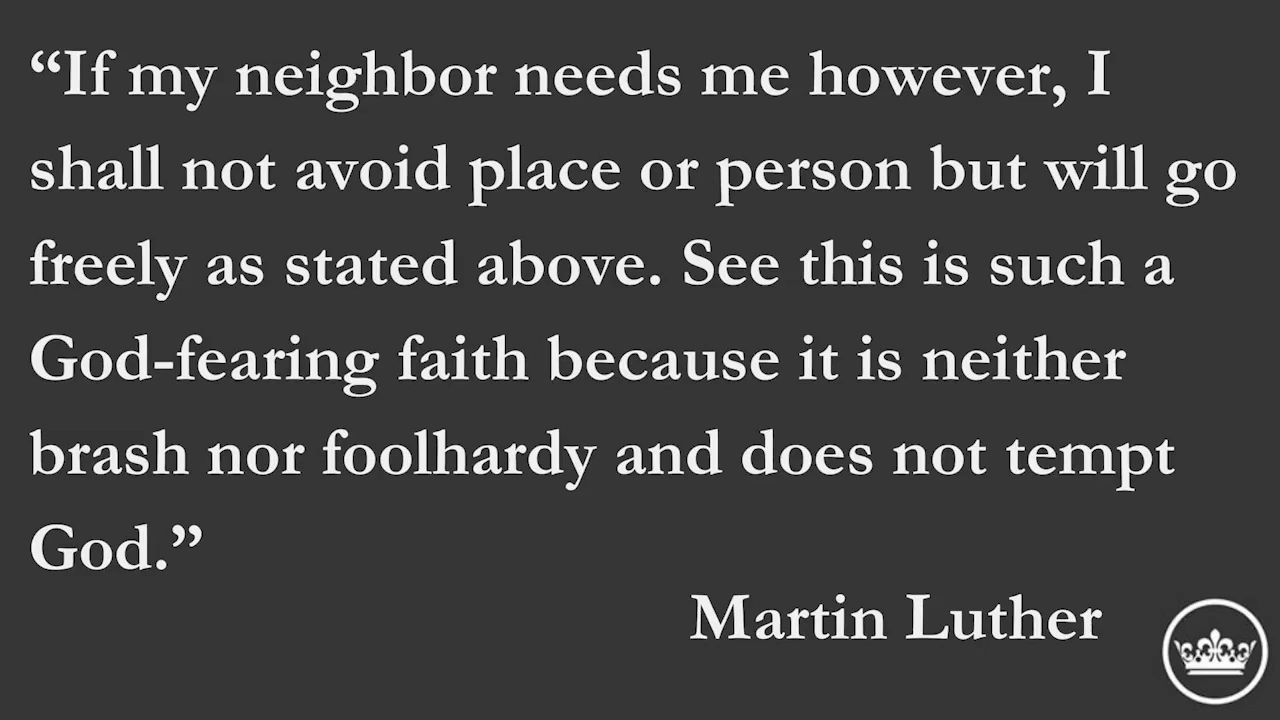 “If my neighbor needs me however, I
shall not avoid place or person but will go
freely as stated above. See this is such a
God-fearing faith because it is neither
brash nor foolhardy and does not tempt
God.”
Martin Luther